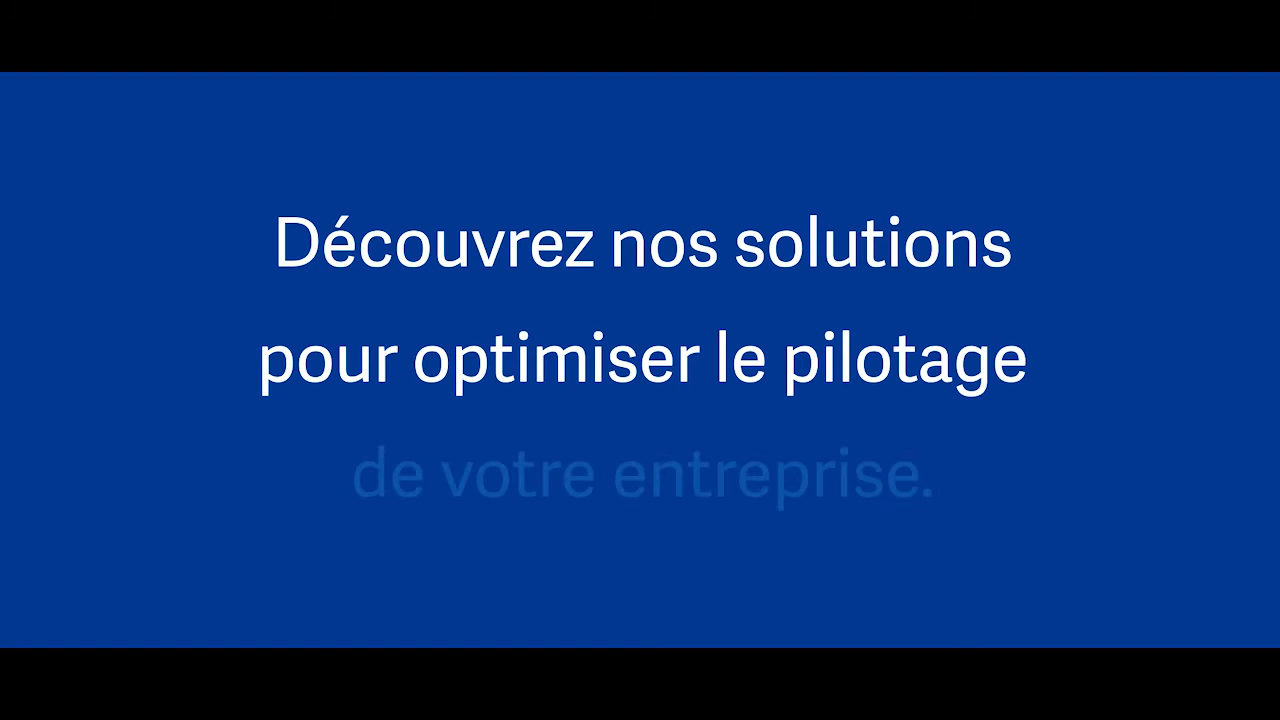 Découvrez nos solutions
pour optimiser le pilotage
de votre entreprise.